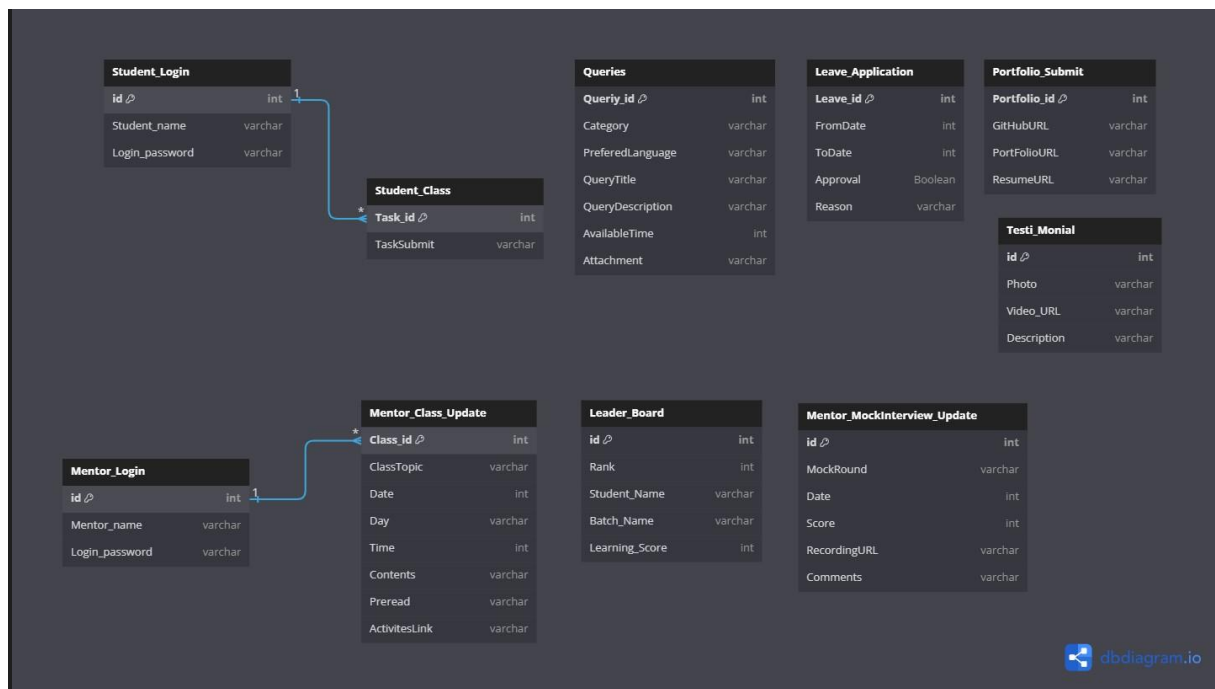 Student_Login
id int
Student_name varchar
Login_password varchar
1
*
Student_Class
Task_id int
TaskSubmit varchar
Queries
Queriy_id int
Category varchar
PreferedLanguage varchar
QueryTitle varchar
QueryDescription varchar
AvailableTime int
Attachment varchar
Leave_Application
Leave_id int
FromDate int
ToDate int
Approval Boolean
Reason varchar
Portfolio_Submit
Portfolio_id int
GitHubURL varchar
PortFolioURL varchar
ResumeURL varchar
Testi_Monial
id int
Photo varchar
Video_URL varchar
Description varchar
Mentor_Login
id int
Mentor_name varchar
Login_password varchar
1
*
Mentor_Class_Update
Class_id int
ClassTopic varchar
Date int
Day varchar
Time int
Contents varchar
Preread varchar
ActivitesLink varchar
Leader_Board
id int
Rank int
Student_Name varchar
Batch_Name varchar
Learning_Score int
Mentor_MockInterview_Update
id int
MockRound varchar
Date int
Score int
RecordingURL varchar
Comments varchar
dbdiagram.io